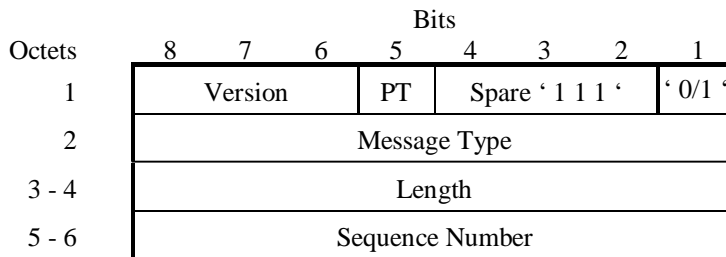 Bits
Octets 8 7 6 5 4 3 2 1
1 Version PT Spare ‘ 1 1 1 ‘ ‘ 0/1 ‘
2 Message Type
3 - 4 Length
5 - 6 Sequence Number